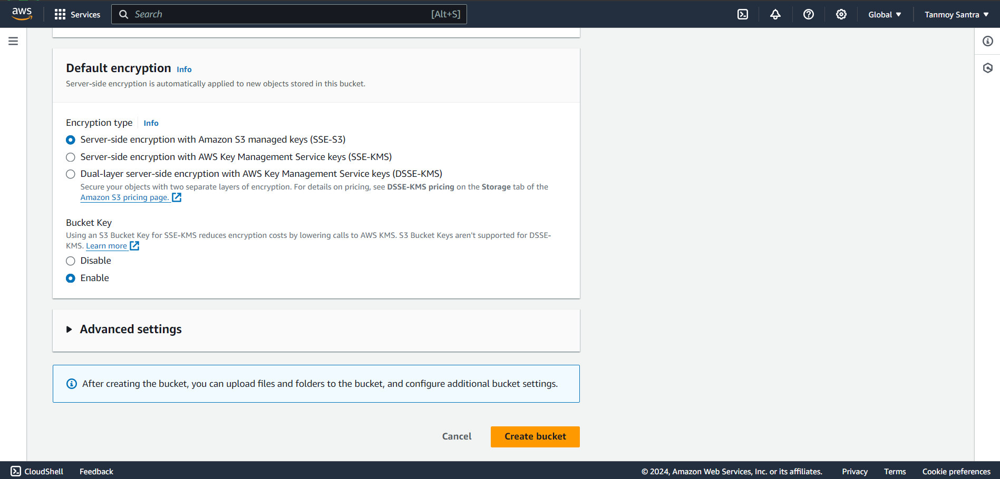 aws
Services
Search
[Alt+S]
Global
Tanmoy Santra
Default encryption Info
Server-side encryption is automatically applied to new objects stored in this bucket.
Encryption type Info
Server-side encryption with Amazon S3 managed keys (SSE-S3)
Server-side encryption with AWS Key Management Service keys (SSE-KMS)
Dual-layer server-side encryption with AWS Key Management Service keys (DSSE-KMS)
Secure your objects with two separate layers of encryption. For details on pricing, see DSSE-KMS pricing on the Storage tab of the
Amazon S3 pricing page.
Bucket Key
Using an S3 Bucket Key for SSE-KMS reduces encryption costs by lowering calls to AWS KMS. S3 Bucket Keys aren't supported for DSSE-
KMS. Learn more
Disable
Enable
Advanced settings
After creating the bucket, you can upload files and folders to the bucket, and configure additional bucket settings.
Cancel
Create bucket
CloudShell
Feedback
© 2024, Amazon Web Services, Inc. or its affiliates.
Privacy
Terms
Cookie preferences